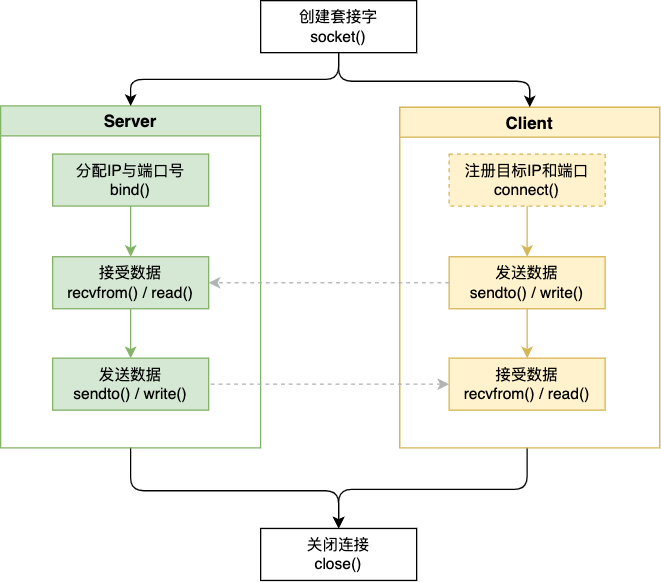 创建套接字
socket()
Server
分配IP与端口号
bind()
接受数据
recvfrom() / read()
发送数据
sendto() / write()
Client
注册目标IP和端口
connect()
发送数据
sendto() / write()
接受数据
recvfrom() / read()
关闭连接
close()